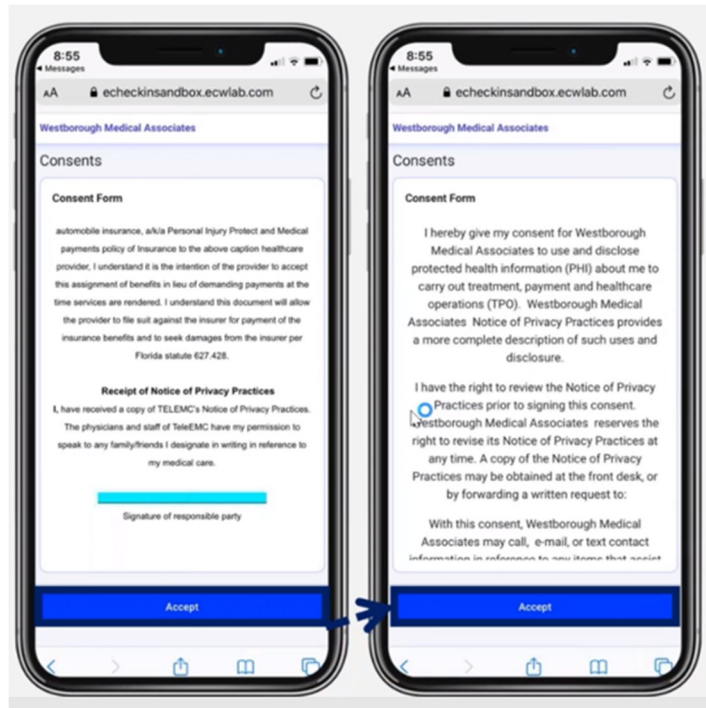 8:55
Messages
AA echeckinsandbox.ecwlab.com
Westborough Medical Associates
Consents
Consent Form
automobile insurance, a/k/a Personal Injury Protect and Medical
payments policy of Insurance to the above caption healthcare
provider, I understand it is the intention of the provider to accept
this assignment of benefits in lieu of demanding payments at the
time services are rendered. I understand this document will allow
the provider to file suit against the insurer for payment of the
insurance benefits and to seek damages from the insurer per
Florida statute 627.428.
Receipt of Notice of Privacy Practices
I, have received a copy of TELEMC's Notice of Privacy Practices.
The physicians and staff of TeleEMC have my permission to
speak to any family/friends I designate in writing in reference to
my medical care.
Signature of responsible party
Accept
8:55
Messages
AA echeckinsandbox.ecwlab.com
Westborough Medical Associates
Consents
Consent Form
I hereby give my consent for Westborough
Medical Associates to use and disclose
protected health information (PHI) about me to
carry out treatment, payment and healthcare
operations (TPO). Westborough Medical
Associates Notice of Privacy Practices provides
a more complete description of such uses and
disclosure.
I have the right to review the Notice of Privacy
Practices prior to signing this consent.
Westborough Medical Associates reserves the
right to revise its Notice of Privacy Practices at
any time. A copy of the Notice of Privacy
Practices may be obtained at the front desk, or
by forwarding a written request to:
With this consent, Westborough Medical
Associates may call, e-mail, or text contact
information in reference to any items that assist
Accept